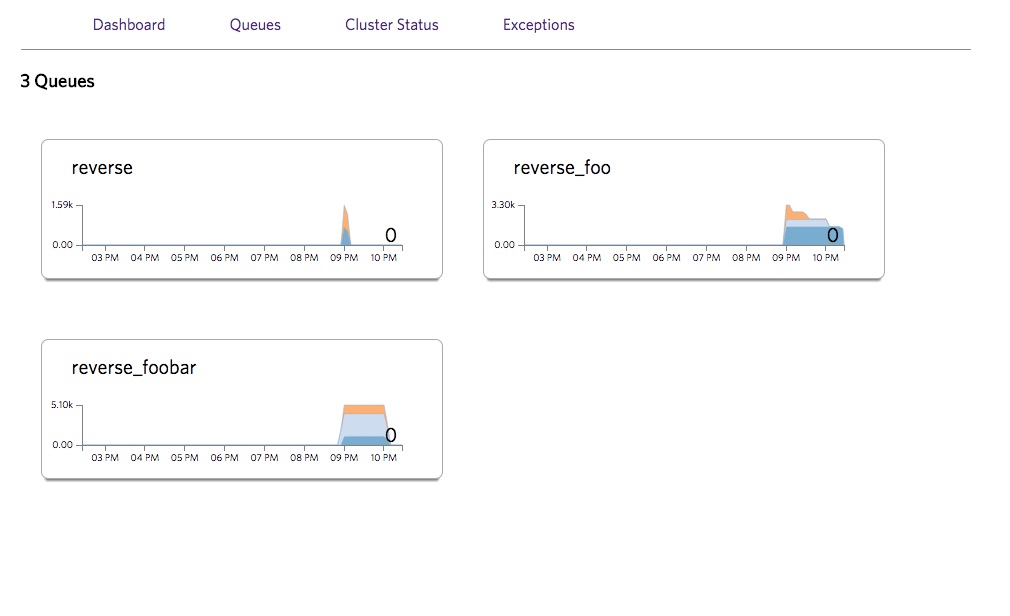 Dashboard Queues Cluster Status Exceptions
3 Queues
reverse
1.59k
0
0.00
03 PM 04 PM 05 PM 06 PM 07 PM 08 PM 09 PM 10 PM
reverse_foo
3.30k
0
0.00
03 PM 04 PM 05 PM 06 PM 07 PM 08 PM 09 PM 10 PM
reverse_foobar
5.10k
0
0.00
03 PM 04 PM 05 PM 06 PM 07 PM 08 PM 09 PM 10 PM